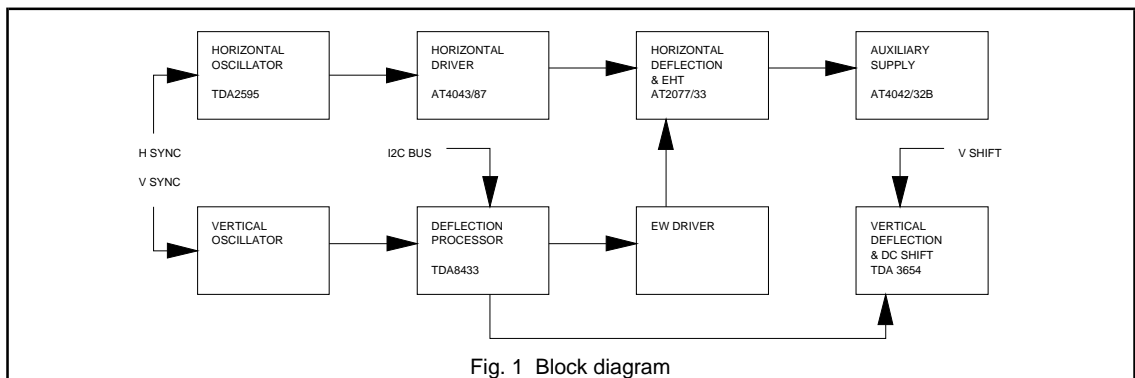 HORIZONTAL
OSCILLATOR
TDA2595
HORIZONTAL
DRIVER
AT4043/87
HORIZONTAL
DEFLECTION
& EHT
AT2077/33
AUXILIARY
SUPPLY
AT4042/32B
H SYNC
V SYNC
I2C BUS
V SHIFT
VERTICAL
OSCILLATOR
DEFLECTION
PROCESSOR
TDA8433
EW DRIVER
VERTICAL
DEFLECTION
& DC SHIFT
TDA 3654
Fig. 1 Block diagram